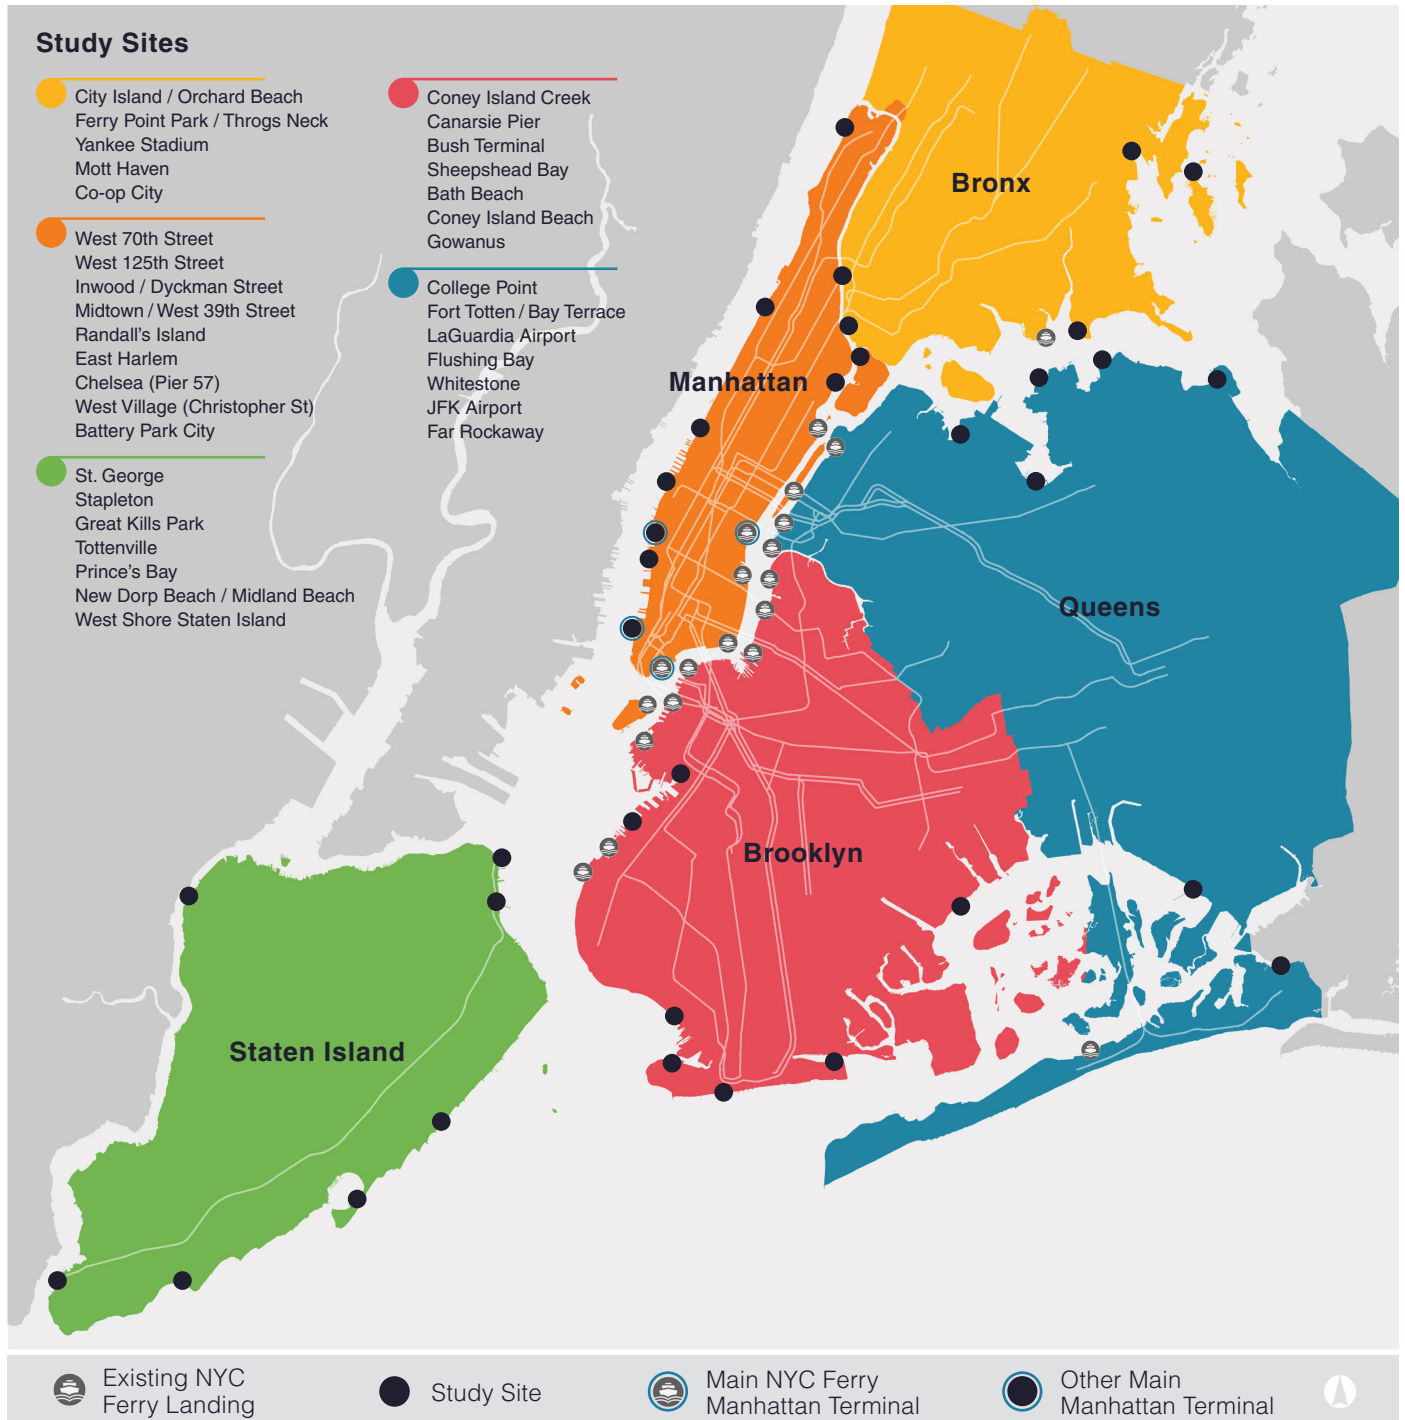 Study Sites
City Island / Orchard Beach
Ferry Point Park / Throgs Neck
Yankee Stadium
Mott Haven
Co-op City
West 70th Street
West 125th Street
Inwood / Dyckman Street
Midtown / West 39th Street
Randall's Island
East Harlem
Chelsea (Pier 57)
West Village (Christopher St)
Battery Park City
St. George
Stapleton
Great Kills Park
Tottenville
Prince's Bay
New Dorp Beach / Midland Beach
West Shore Staten Island
Coney Island Creek
Canarsie Pier
Bush Terminal
Sheepshead Bay
Bath Beach
Coney Island Beach
Gowanus
College Point
Fort Totten / Bay Terrace
LaGuardia Airport
Flushing Bay
Whitestone
JFK Airport
Far Rockaway
Bronx
Manhattan
Queens
Brooklyn
Staten Island
Existing NYC
Ferry Landing
Study Site
Main NYC Ferry
Manhattan Terminal
Other Main
Manhattan Terminal